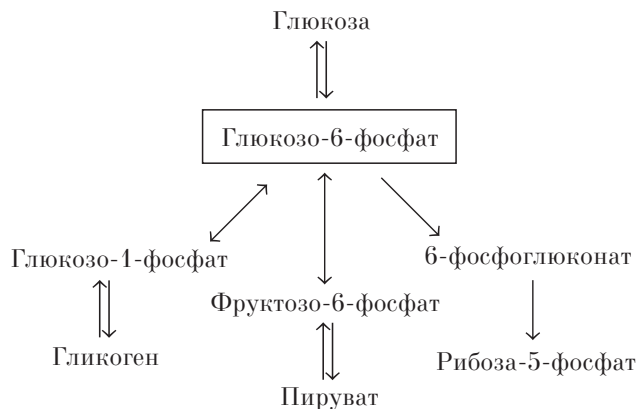 Глюкоза
Глюкозо-6-фосфат
Глюкозо-1-фосфат
6-фосфоглюконат
Фруктозо-6-фосфат
Гликоген
Рибоза-5-фосфат
Пируват